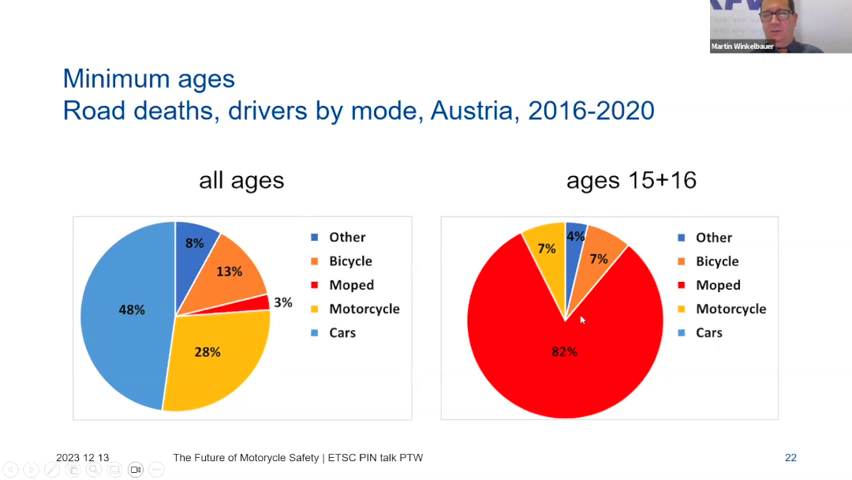 Martin Winkelbauer
Minimum ages
Road deaths, drivers by mode, Austria, 2016-2020
all ages
8%
13%
3%
28%
48%
Other
Bicycle
Moped
Motorcycle
Cars
ages 15+16
4%
7%
82%
7%
Other
Bicycle
Moped
Motorcycle
Cars
2023 12 13
The Future of Motorcycle Safety | ETSC PIN talk PTW
22